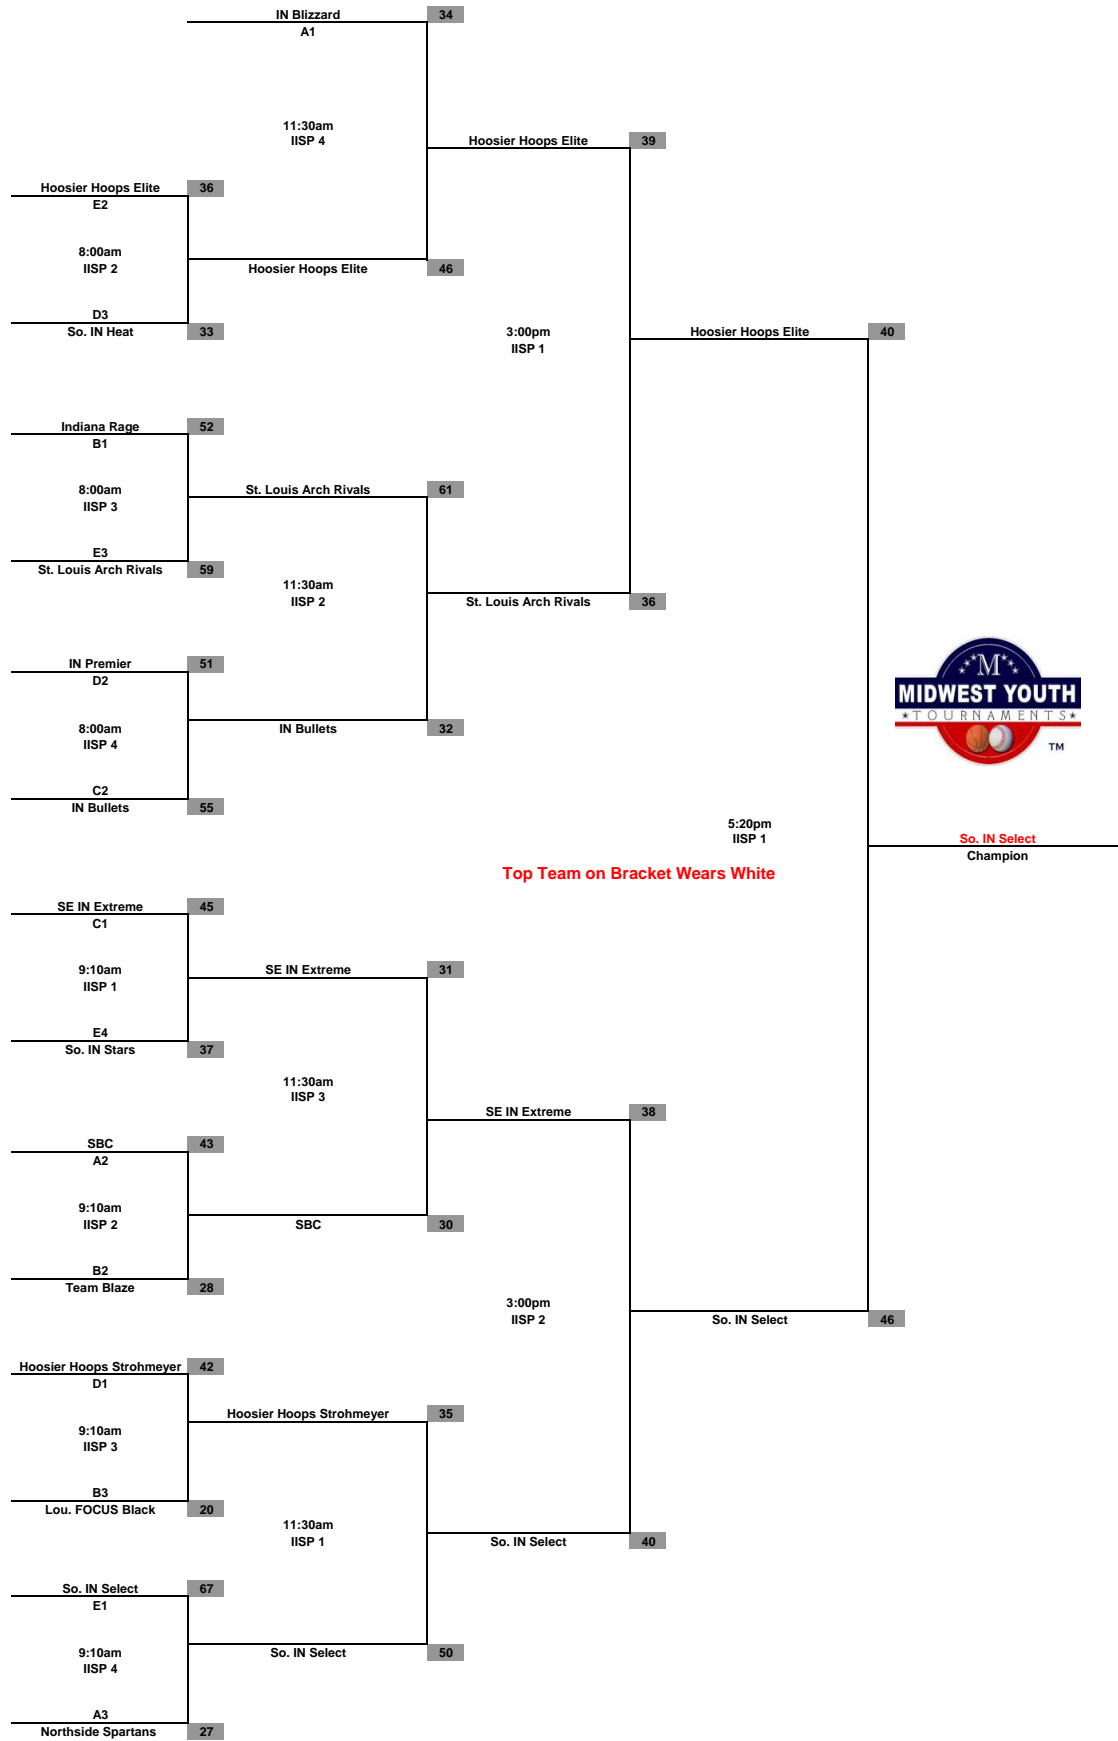 IN Blizzard 34
A1
11:30am
IISP 4
Hoosier Hoops Elite 39
Hoosier Hoops Elite 36
E2
8:00am
IISP 2
Hoosier Hoops Elite 46
D3
So. IN Heat 33
3:00pm
IISP 1
Hoosier Hoops Elite 40
Indiana Rage 52
B1
8:00am
IISP 3
St. Louis Arch Rivals 61
E3
St. Louis Arch Rivals 59
11:30am
IISP 2
St. Louis Arch Rivals 36
IN Premier 51
D2
8:00am
IISP 4
IN Bullets 32
C2
IN Bullets 55
M
MIDWEST YOUTH
TOURNAMENTS
TM
5:20pm
IISP 1
So. IN Select
Champion
Top Team on Bracket Wears White
SE IN Extreme 45
C1
9:10am
IISP 1
SE IN Extreme 31
E4
So. IN Stars 37
11:30am
IISP 3
SE IN Extreme 38
SBC 43
A2
9:10am
IISP 2
SBC 30
B2
Team Blaze 28
3:00pm
IISP 2
So. IN Select 46
Hoosier Hoops Strohmeyer 42
D1
9:10am
IISP 3
Hoosier Hoops Strohmeyer 35
B3
Lou. FOCUS Black 20
11:30am
IISP 1
So. IN Select 40
So. IN Select 67
E1
9:10am
IISP 4
So. IN Select 50
A3
Northside Spartans 27